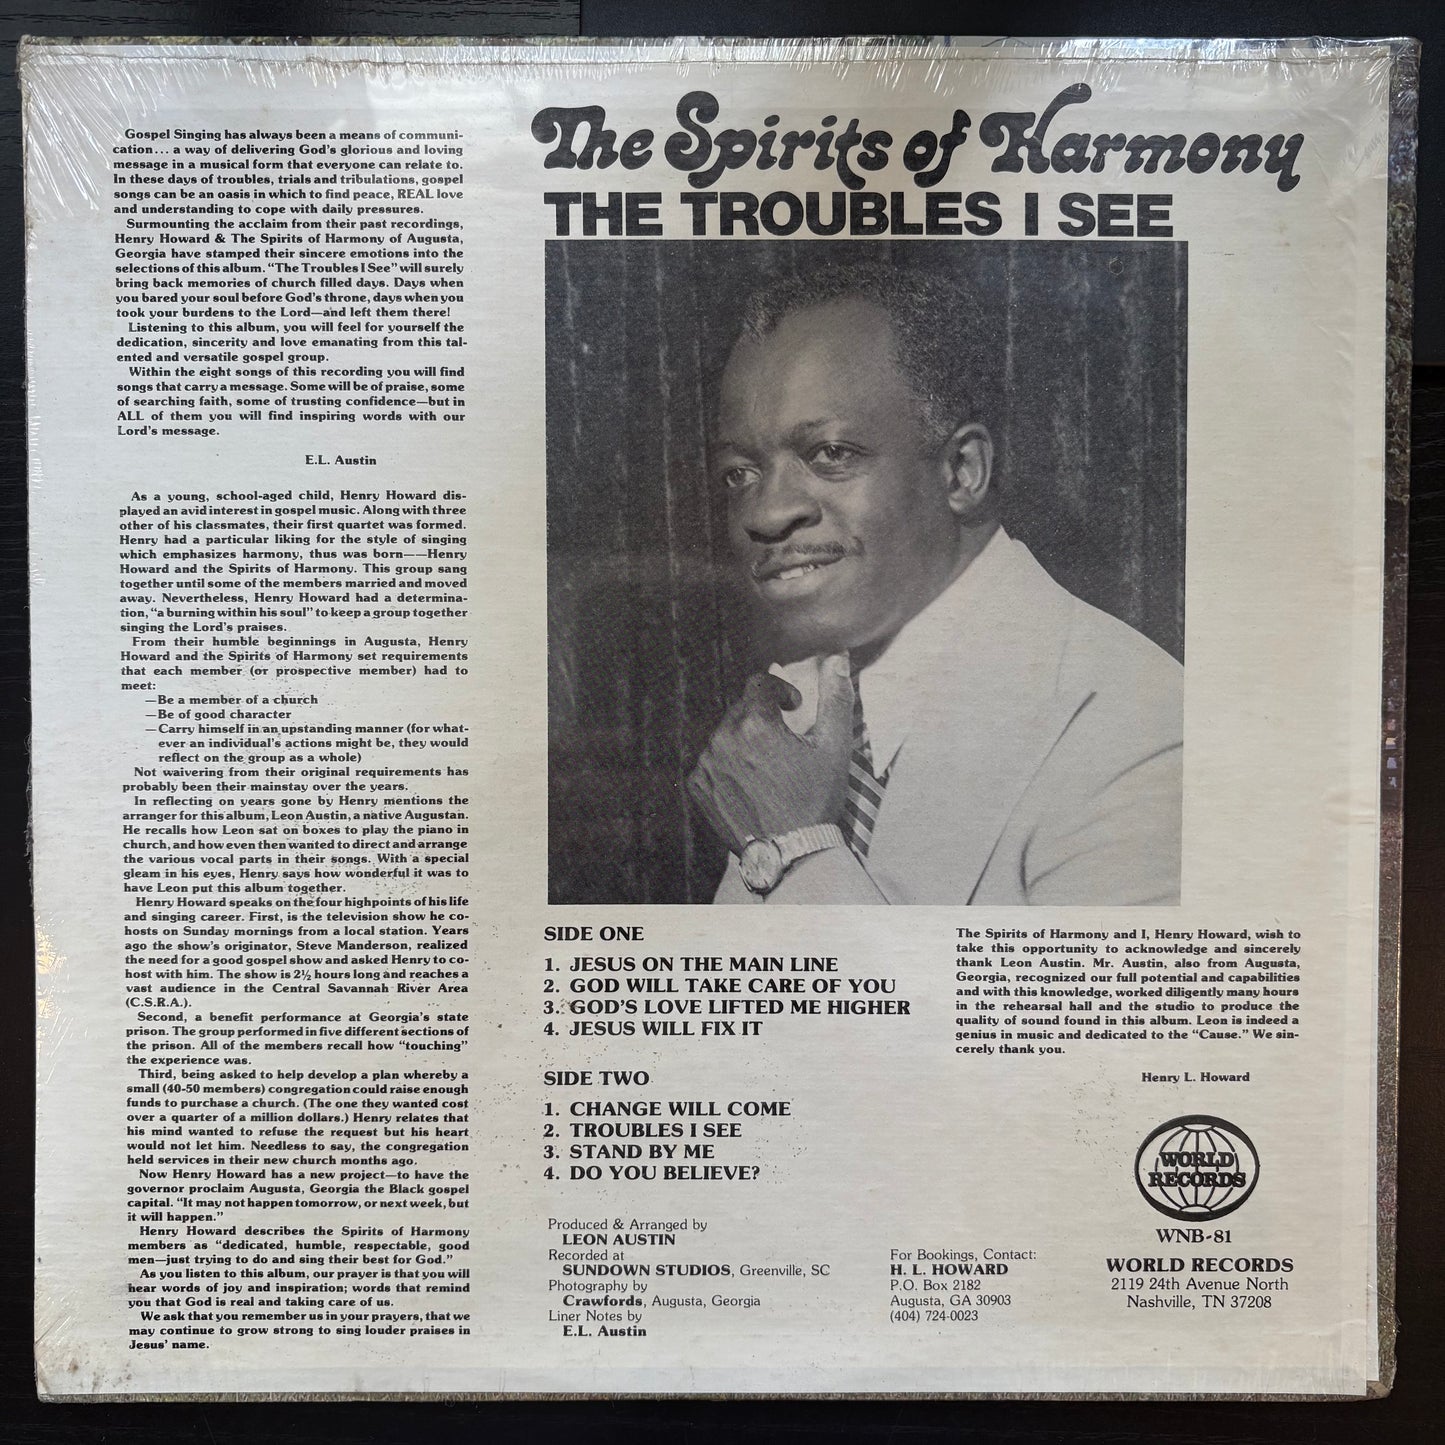 The Spirits of Harmony
THE TROUBLES I SEE
Gospel Singing has always been a means of communi-
cation... a way of delivering God's glorious and loving
message in a musical form that everyone can relate to.
In these days of troubles, trials and tribulations, gospel
songs can be an oasis in which to find peace, REAL love
and understanding to cope with daily pressures.
Surmounting the acclaim from their past recordings,
Henry Howard & The Spirits of Harmony of Augusta,
Georgia have stamped their sincere emotions into the
selections of this album. "The Troubles I See" will surely
bring back memories of church filled days. Days when
you bared your soul before God's throne, days when you
took your burdens to the Lord—and left them there!
Listening to this album, you will feel for yourself the
dedication, sincerity and love emanating from this tal-
ented and versatile gospel group.
Within the eight songs of this recording you will find
songs that carry a message. Some will be of praise, some
of searching faith, some of trusting confidence—but in
ALL of them you will find inspiring words with our
Lord's message.
E.L. Austin
As a young, school-aged child, Henry Howard dis-
played an avid interest in gospel music. Along with three
other of his classmates, their first quartet was formed.
Henry had a particular liking for the style of singing
which emphasizes harmony, thus was born——Henry
Howard and the Spirits of Harmony. This group sang
together until some of the members married and moved
away. Nevertheless, Henry Howard had a determina-
tion, "a burning within his soul" to keep a group together
singing the Lord's praises.
From their humble beginnings in Augusta, Henry
Howard and the Spirits of Harmony set requirements
that each member (or prospective member) had to
meet:
—Be a member of a church
—Be of good character
—Carry himself in an upstanding manner (for what-
ever an individual's actions might be, they would
reflect on the group as a whole)
Not waivering from their original requirements has
probably been their mainstay over the years.
In reflecting on years gone by Henry mentions the
arranger for this album, Leon Austin, a native Augustan.
He recalls how Leon sat on boxes to play the piano in
church, and how even then wanted to direct and arrange
the various vocal parts in their songs. With a special
gleam in his eyes, Henry says how wonderful it was to
have Leon put this album together.
Henry Howard speaks on the four highpoints of his life
and singing career. First, is the television show he co-
hosts on Sunday mornings from a local station. Years
ago the show's originator, Steve Manderson, realized
the need for a good gospel show and asked Henry to co-
host with him. The show is 2½ hours long and reaches a
vast audience in the Central Savannah River Area
(C.S.R.A.).
Second, a benefit performance at Georgia's state
prison. The group performed in five different sections of
the prison. All of the members recall how "touching"
the experience was.
Third, being asked to help develop a plan whereby a
small (40-50 members) congregation could raise enough
funds to purchase a church. (The one they wanted cost
over a quarter of a million dollars.) Henry relates that
his mind wanted to refuse the request but his heart
would not let him. Needless to say, the congregation
held services in their new church months ago.
Now Henry Howard has a new project—to have the
governor proclaim Augusta, Georgia the Black gospel
capital. "It may not happen tomorrow, or next week, but
it will happen."
Henry Howard describes the Spirits of Harmony
members as "dedicated, humble, respectable, good
men—just trying to do and sing their best for God."
As you listen to this album, our prayer is that you will
hear words of joy and inspiration; words that remind
you that God is real and taking care of us.
We ask that you remember us in your prayers, that we
may continue to grow strong to sing louder praises in
Jesus' name.
SIDE ONE
1. JESUS ON THE MAIN LINE
2. GOD WILL TAKE CARE OF YOU
3. GOD'S LOVE LIFTED ME HIGHER
4. JESUS WILL FIX IT
SIDE TWO
1. CHANGE WILL COME
2. TROUBLES I SEE
3. STAND BY ME
4. DO YOU BELIEVE?
Produced & Arranged by
LEON AUSTIN
Recorded at
SUNDOWN STUDIOS, Greenville, SC
Photography by
Crawfords, Augusta, Georgia
Liner Notes by
E.L. Austin
For Bookings, Contact:
H. L. HOWARD
P.O. Box 2182
Augusta, GA 30903
(404) 724-0023
The Spirits of Harmony and I, Henry Howard, wish to
take this opportunity to acknowledge and sincerely
thank Leon Austin. Mr. Austin, also from Augusta,
Georgia, recognized our full potential and capabilities
and with this knowledge, worked diligently many hours
in the rehearsal hall and the studio to produce the
quality of sound found in this album. Leon is indeed a
genius in music and dedicated to the "Cause." We sin-
cerely thank you.
Henry L. Howard
WORLD
RECORDS
WNB-81
WORLD RECORDS
2119 24th Avenue North
Nashville, TN 37208